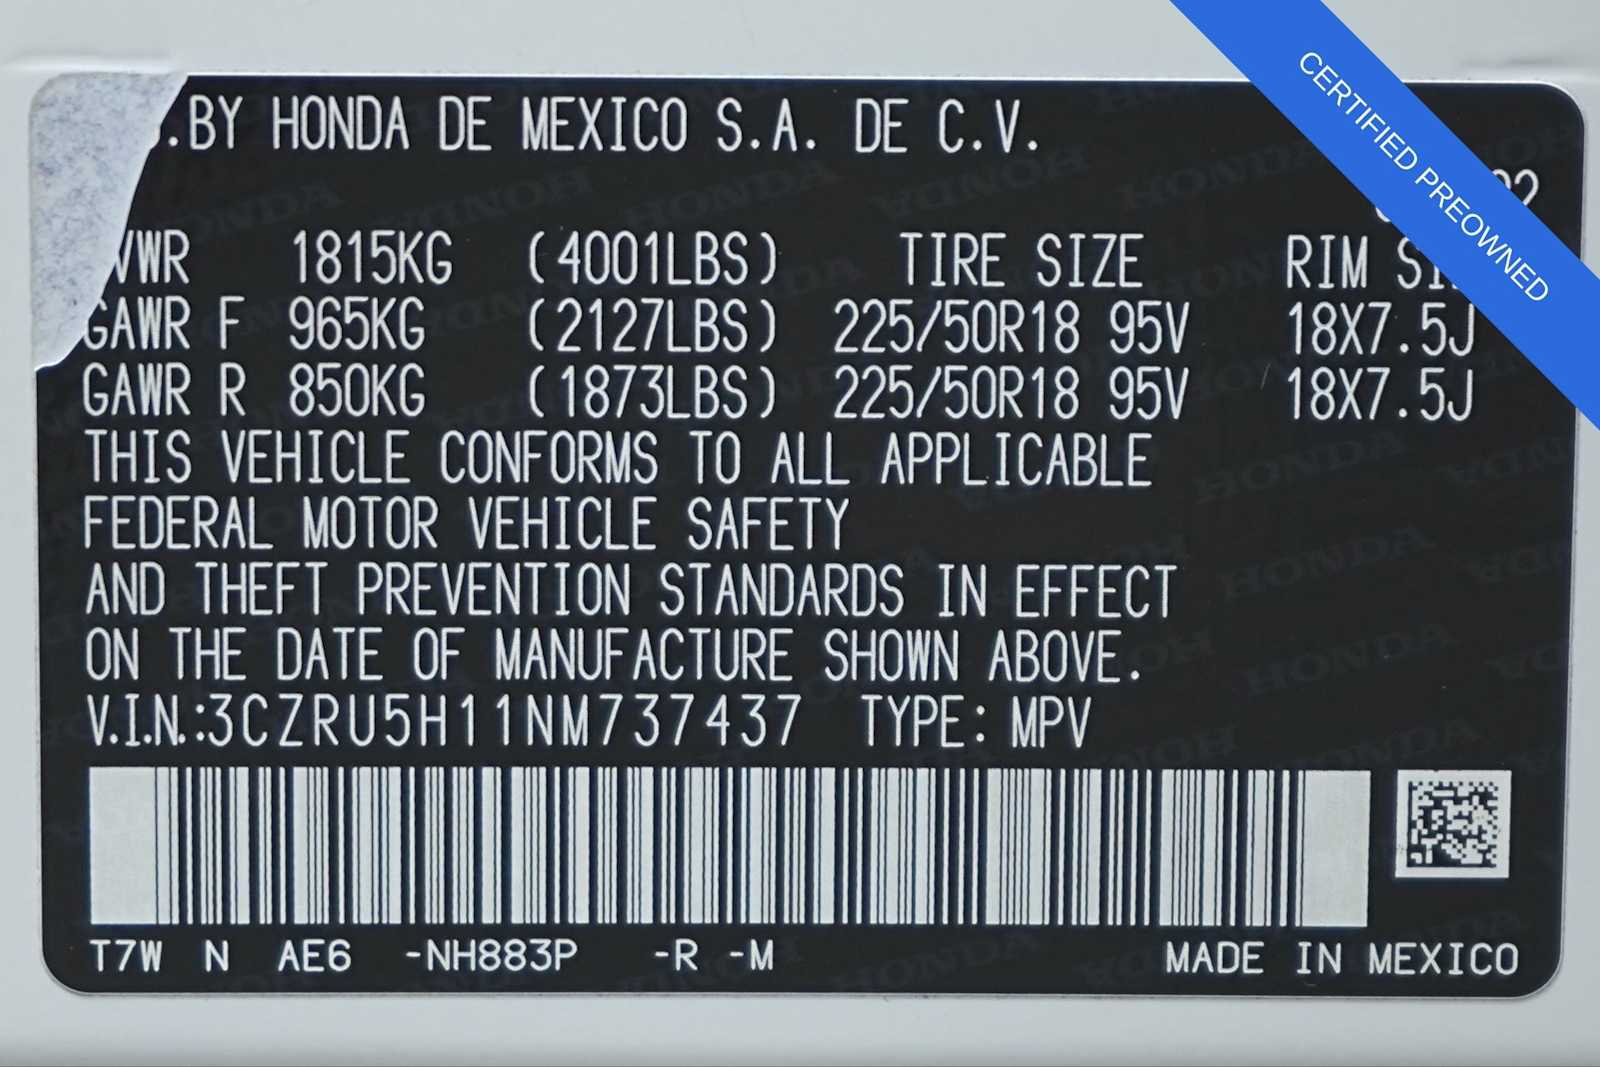 .BY HONDA DE MEXICO S.A. DE C.V.
CERTIFIED PREOWNED
1815KG (4001LBS) TIRE SIZE RIM
GAWR F 965KG (2127LBS) 225/50R18 95V 18X7.5J
GAWR R 850KG (1873LBS) 225/50R18 95V 18X7.5J
THIS VEHICLE CONFORMS TO ALL APPLICABLE
FEDERAL MOTOR VEHICLE SAFETY
AND THEFT PREVENTION STANDARDS IN EFFECT
ON THE DATE OF MANUFACTURE SHOWN ABOVE.
V.I.N.:3CZRU5H11NM737437 TYPE: MPV
T7W N AE6 -NH883P -R -M
MADE IN MEXICO